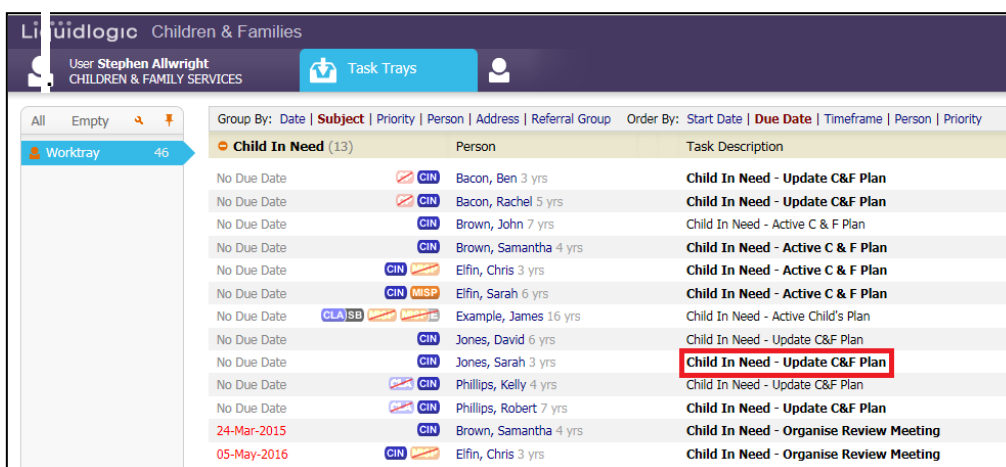 Liquidlogic Children & Families
User Stephen Allwright
CHILDREN & FAMILY SERVICES
Task Trays
All Empty
Worktray 46
Group By: Date | Subject | Priority | Person | Address | Referral Group Order By: Start Date | Due Date | Timeframe | Person | Priority
Child In Need (13) Person Task Description
No Due Date CIN Bacon, Ben 3 yrs Child In Need - Update C&F Plan
No Due Date CIN Bacon, Rachel 5 yrs Child In Need - Update C&F Plan
No Due Date CIN Brown, John 7 yrs Child In Need - Active C & F Plan
No Due Date CIN Brown, Samantha 4 yrs Child In Need - Active C & F Plan
No Due Date CIN Elfin, Chris 3 yrs Child In Need - Active C & F Plan
No Due Date CIN MISP Elfin, Sarah 6 yrs Child In Need - Active C & F Plan
No Due Date CLA SB Example, James 16 yrs Child In Need - Active Child's Plan
No Due Date CIN Jones, David 6 yrs Child In Need - Update C&F Plan
No Due Date CIN Jones, Sarah 3 yrs Child In Need - Update C&F Plan
No Due Date CIN Phillips, Kelly 4 yrs Child In Need - Update C&F Plan
No Due Date CIN Phillips, Robert 7 yrs Child In Need - Update C&F Plan
24-Mar-2015 CIN Brown, Samantha 4 yrs Child In Need - Organise Review Meeting
05-May-2016 CIN Elfin, Chris 3 yrs Child In Need - Organise Review Meeting